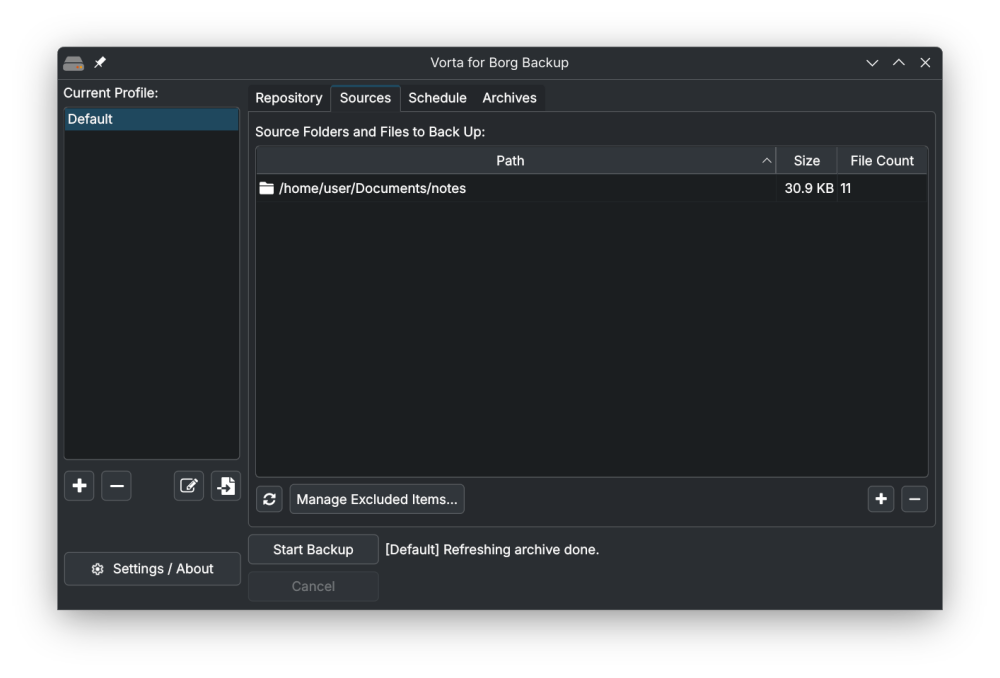 Vorta for Borg Backup
Current Profile:
Default
Repository Sources Schedule Archives
Source Folders and Files to Back Up:
Path Size File Count
/home/user/Documents/notes 30.9 KB 11
Manage Excluded Items...
Start Backup [Default] Refreshing archive done.
Settings / About
Cancel